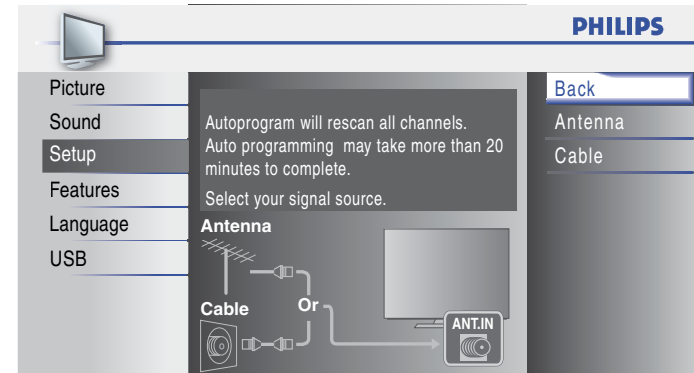 PHILIPS
Picture
Sound
Setup
Features
Language
USB
Autoprogram will rescan all channels.
Auto programming may take more than 20
minutes to complete.
Select your signal source.
Antenna
Cable
Or
ANT.IN
Back
Antenna
Cable